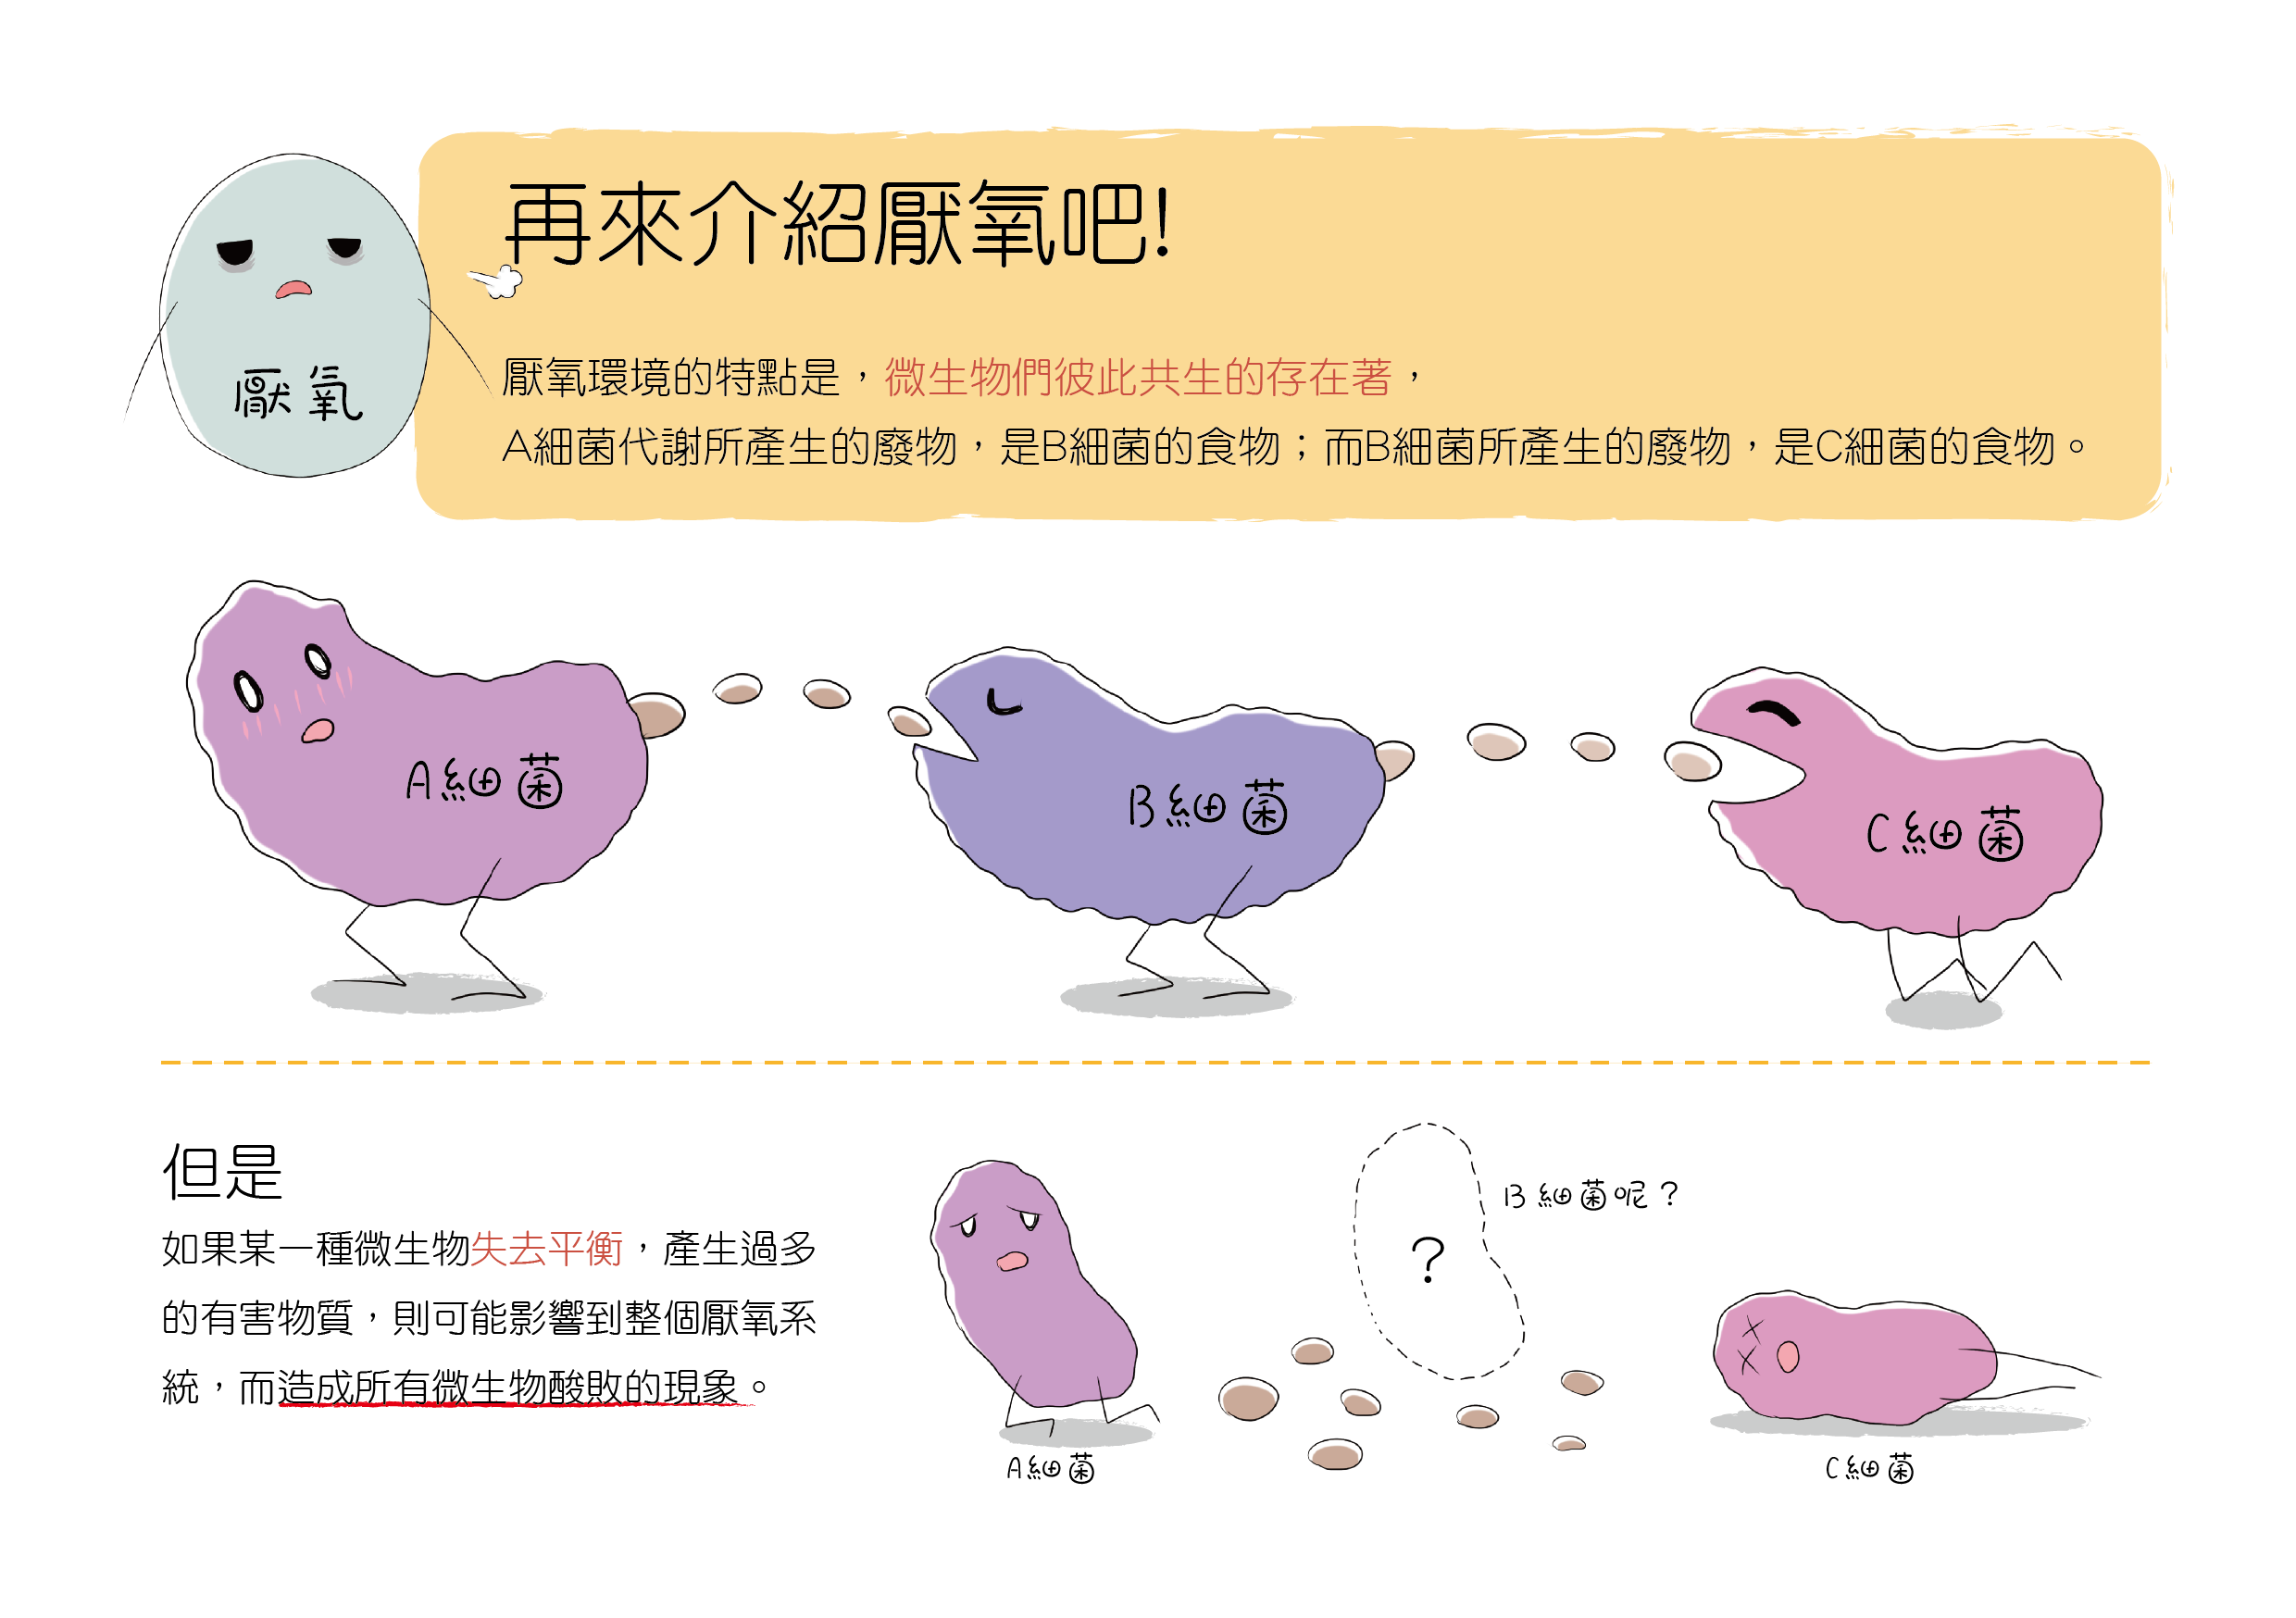 再來介紹厭氧吧!
厭氧
厭氧環境的特點是，微生物們彼此共生的存在著，
A細菌代謝所產生的廢物，是B細菌的食物；而B細菌所產生的廢物，是C細菌的食物。
A細菌
B細菌
C細菌
但是
如果某一種微生物失去平衡，產生過多
的有害物質，則可能影響到整個厭氧系
統，而造成所有微生物酸敗的現象。
B細菌呢？
?
A細菌
C細菌